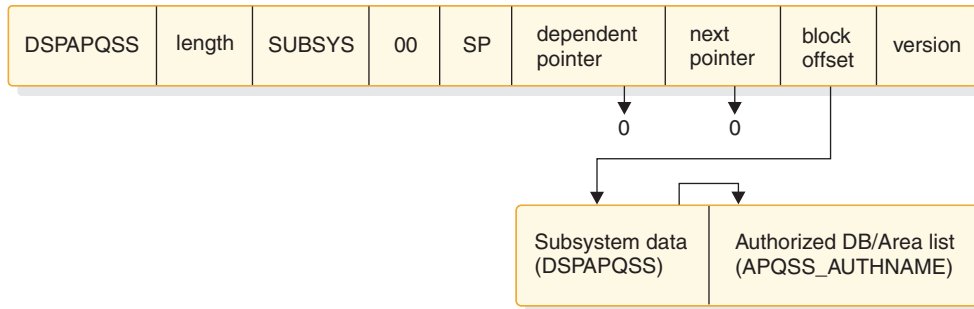 DSPAPQSS
length
SUBSYS
00
SP
dependent
pointer
next
pointer
block
offset
version
0
0
Subsystem data
(DSPAPQSS)
Authorized DB/Area list
(APQSS_AUTHNAME)